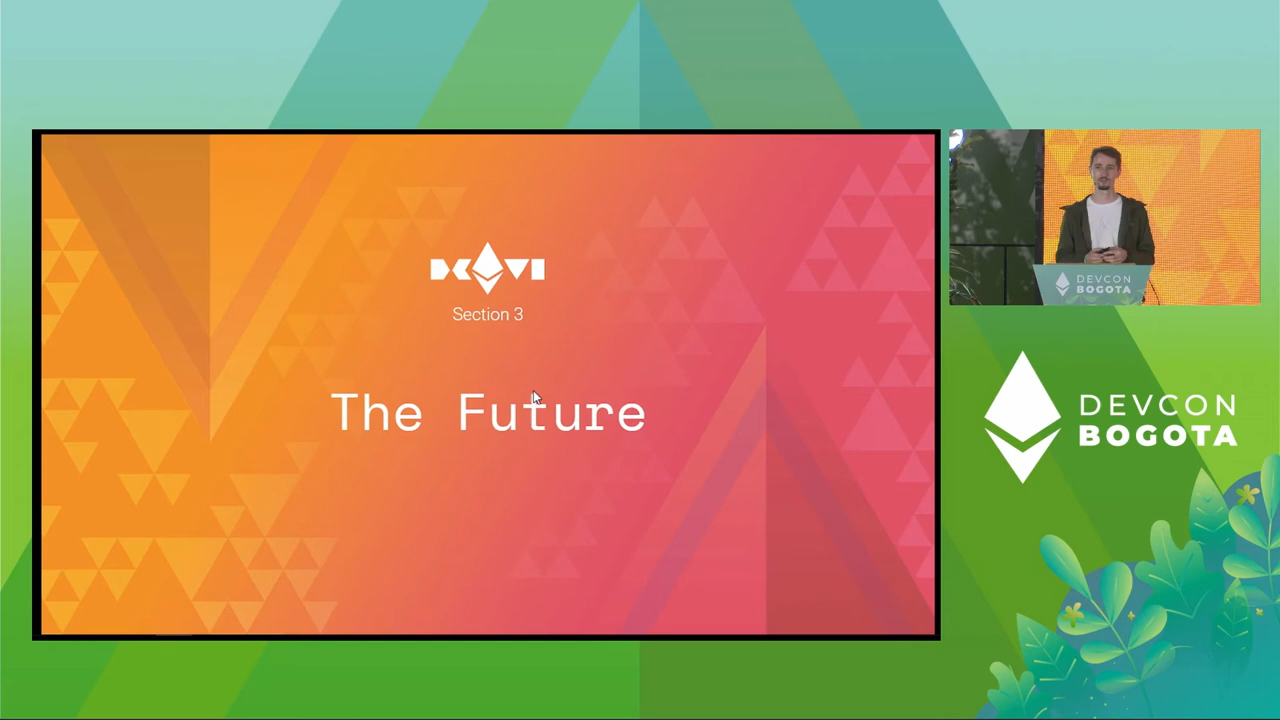 Section 3
The Future
DEVCON
BOGOTA
DEVCON
BOGOTA